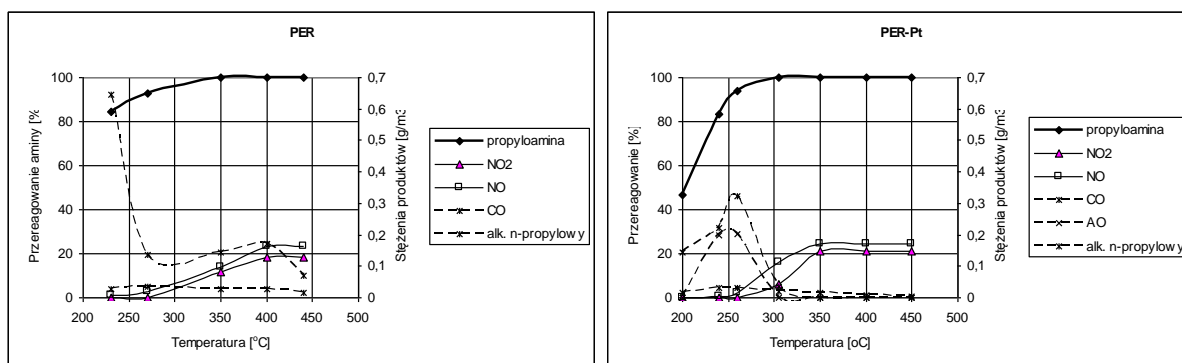 PER
100
80
60
40
20
0
0,7
0,6
0,5
0,4
0,3
0,2
0,1
0
200 250 300 350 400 450 500
Przereagowanie aminy [%
Stężenia produktów [g/m3
Temperatura [°C]
propyloamina
NO2
NO
CO
alk. n-propylowy
PER-Pt
100
80
60
40
20
0
0,7
0,6
0,5
0,4
0,3
0,2
0,1
0
200 250 300 350 400 450 500
Przereagowanie [%]
Stężenia produktów [g/m3
Temperatura [oC]
propyloamina
NO2
NO
CO
AO
alk. n-propylowy